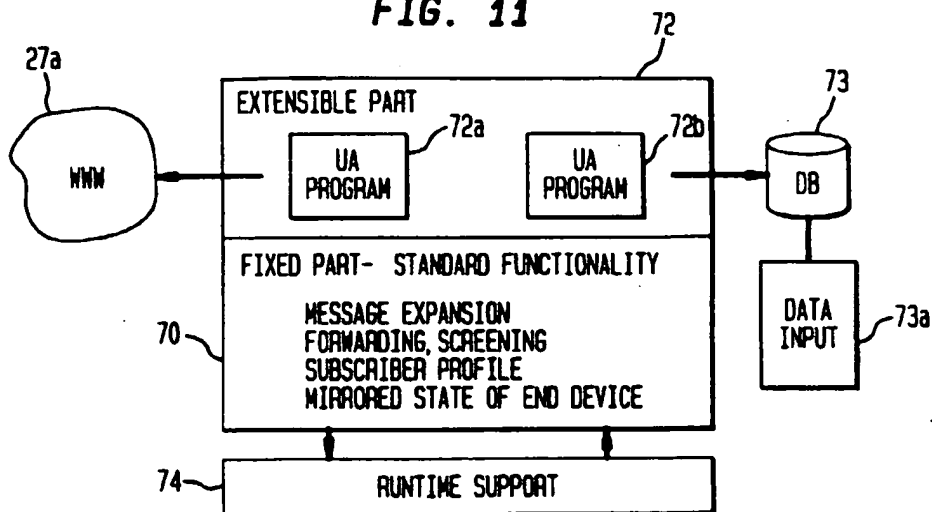 FIG. 11
72
27a
73
EXTENSIBLE PART
72a
72b
WWW
UA
PROGRAM
UA
PROGRAM
DB
FIXED PART- STANDARD FUNCTIONALITY
MESSAGE EXPANSION
FORWARDING, SCREENING
SUBSCRIBER PROFILE
MIRRORED STATE OF END DEVICE
70
DATA
INPUT
73a
74
RUNTIME SUPPORT